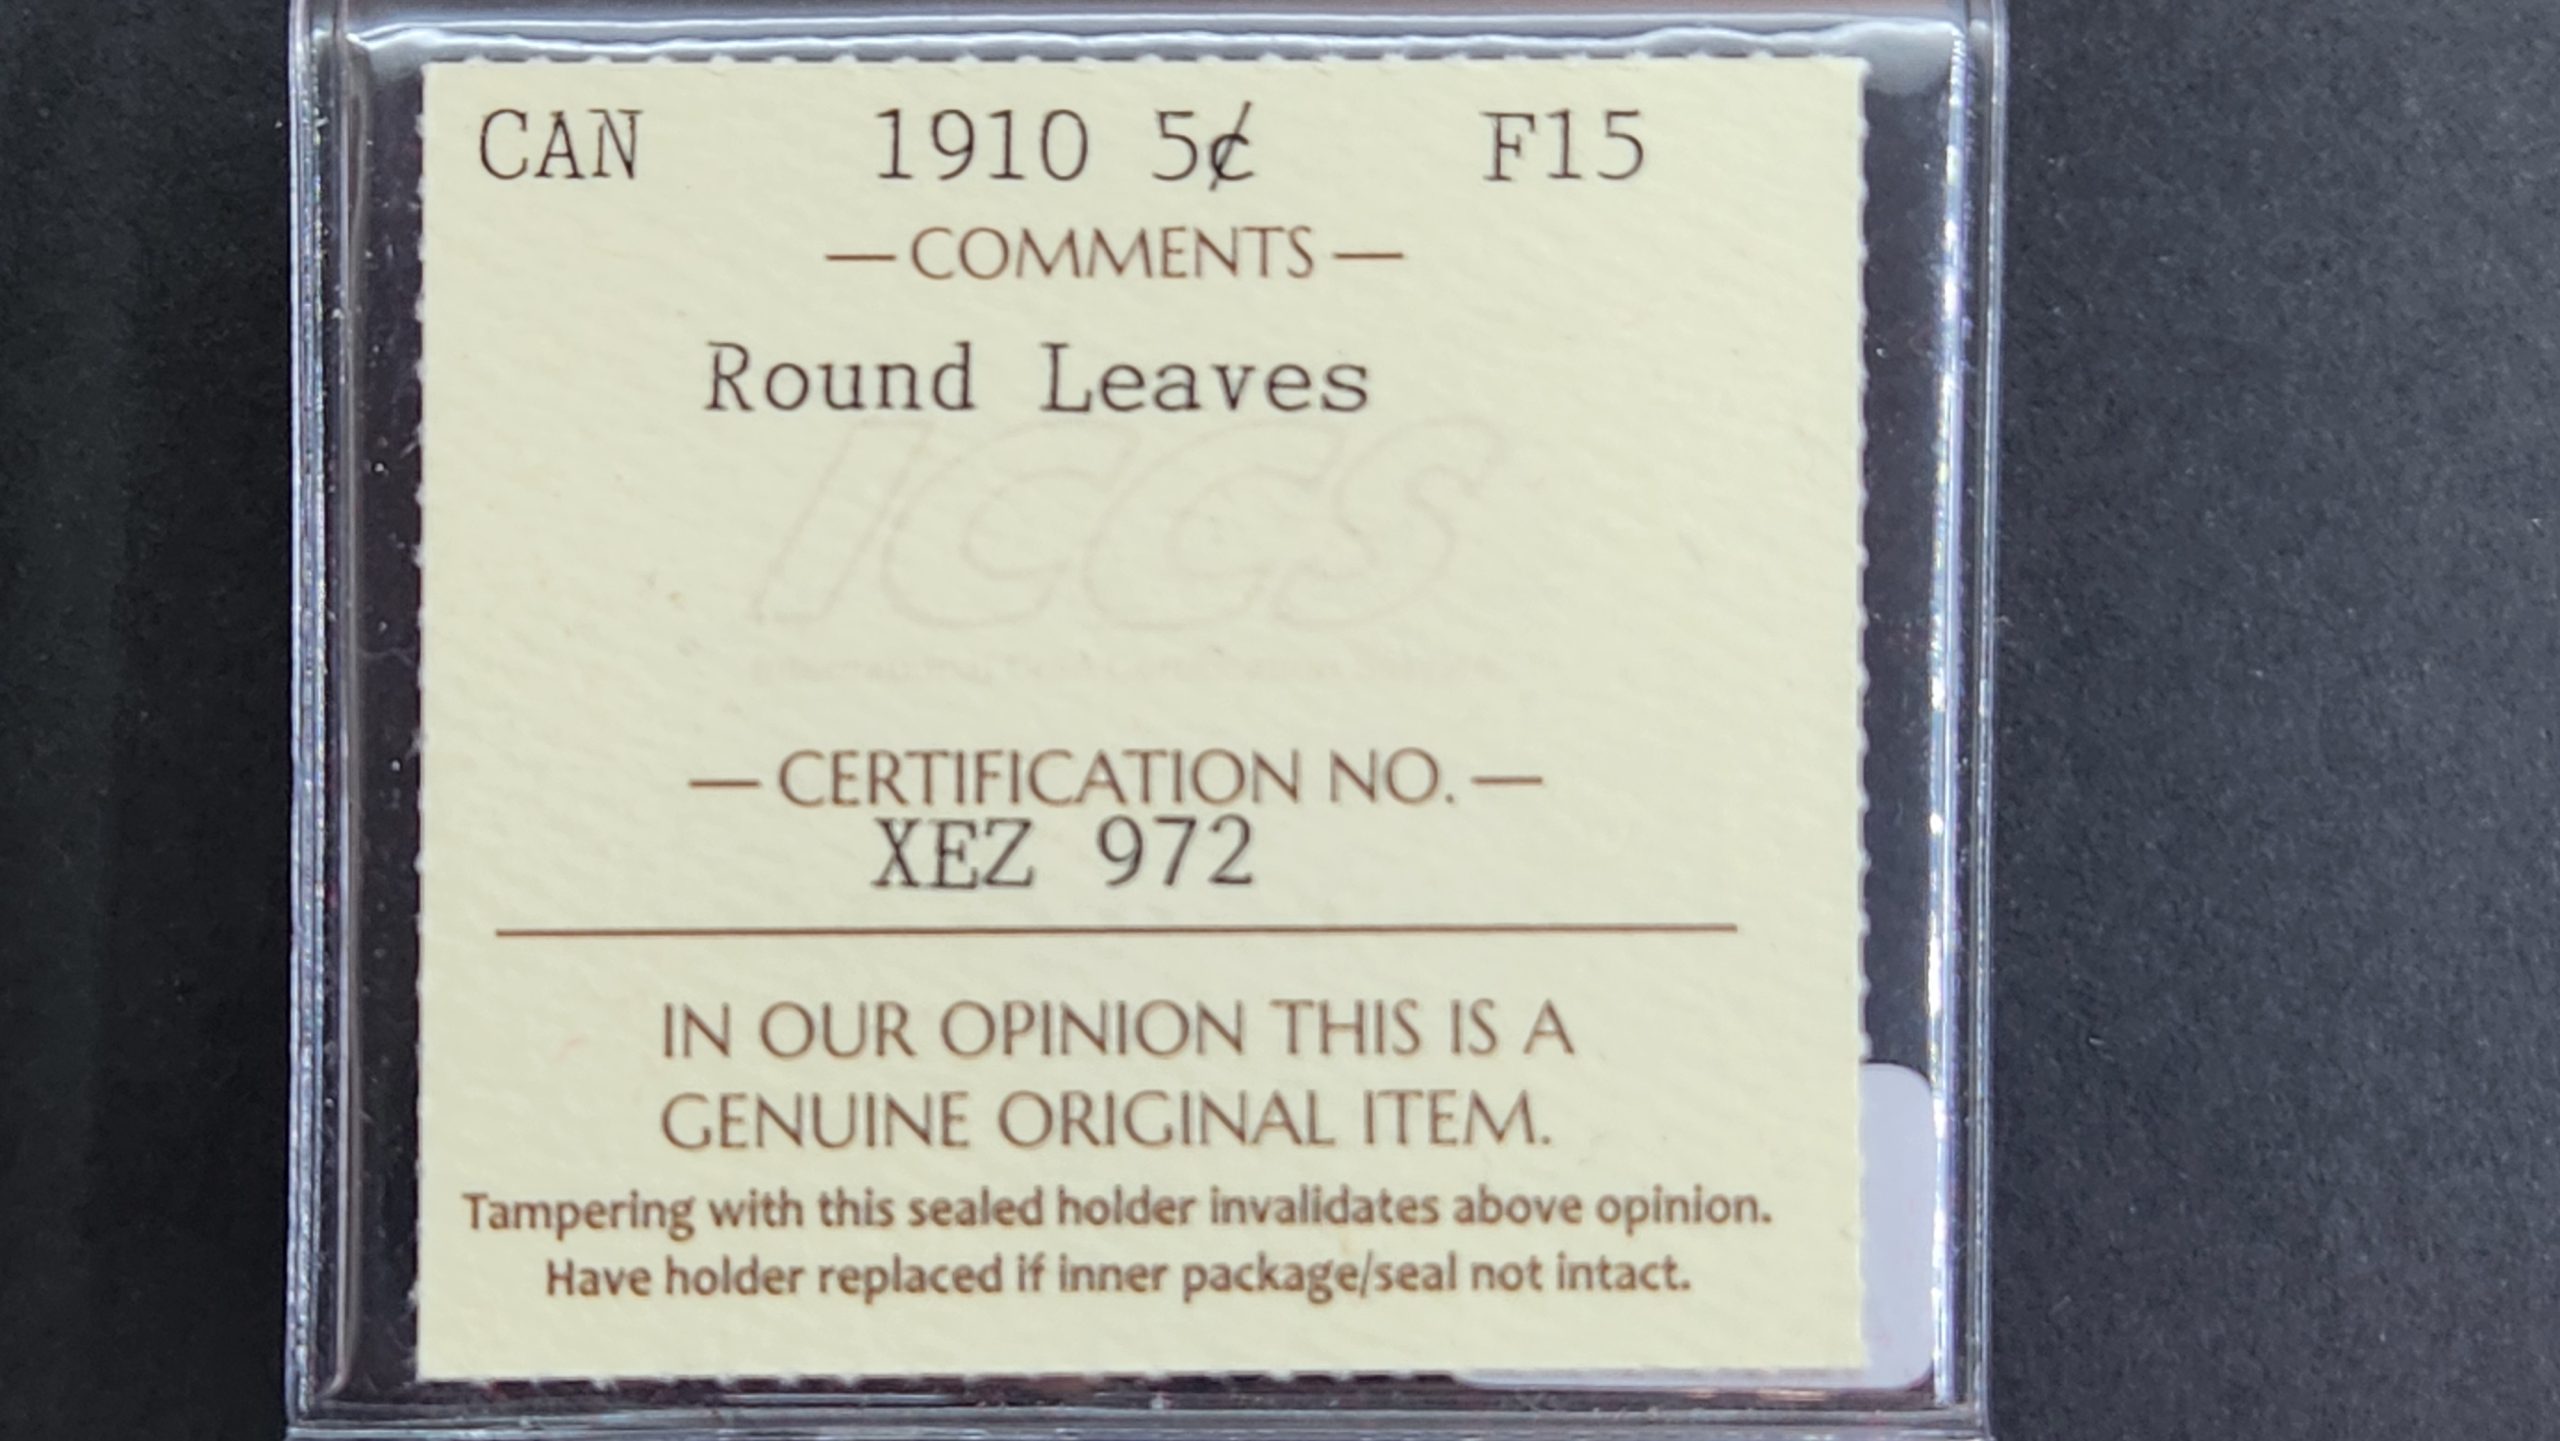 CAN 1910 5¢ F15
— COMMENTS —
Round Leaves
ICCS
— CERTIFICATION NO. —
XEZ 972
IN OUR OPINION THIS IS A
GENUINE ORIGINAL ITEM.
Tampering with this sealed holder invalidates above opinion.
Have holder replaced if inner package/seal not intact.